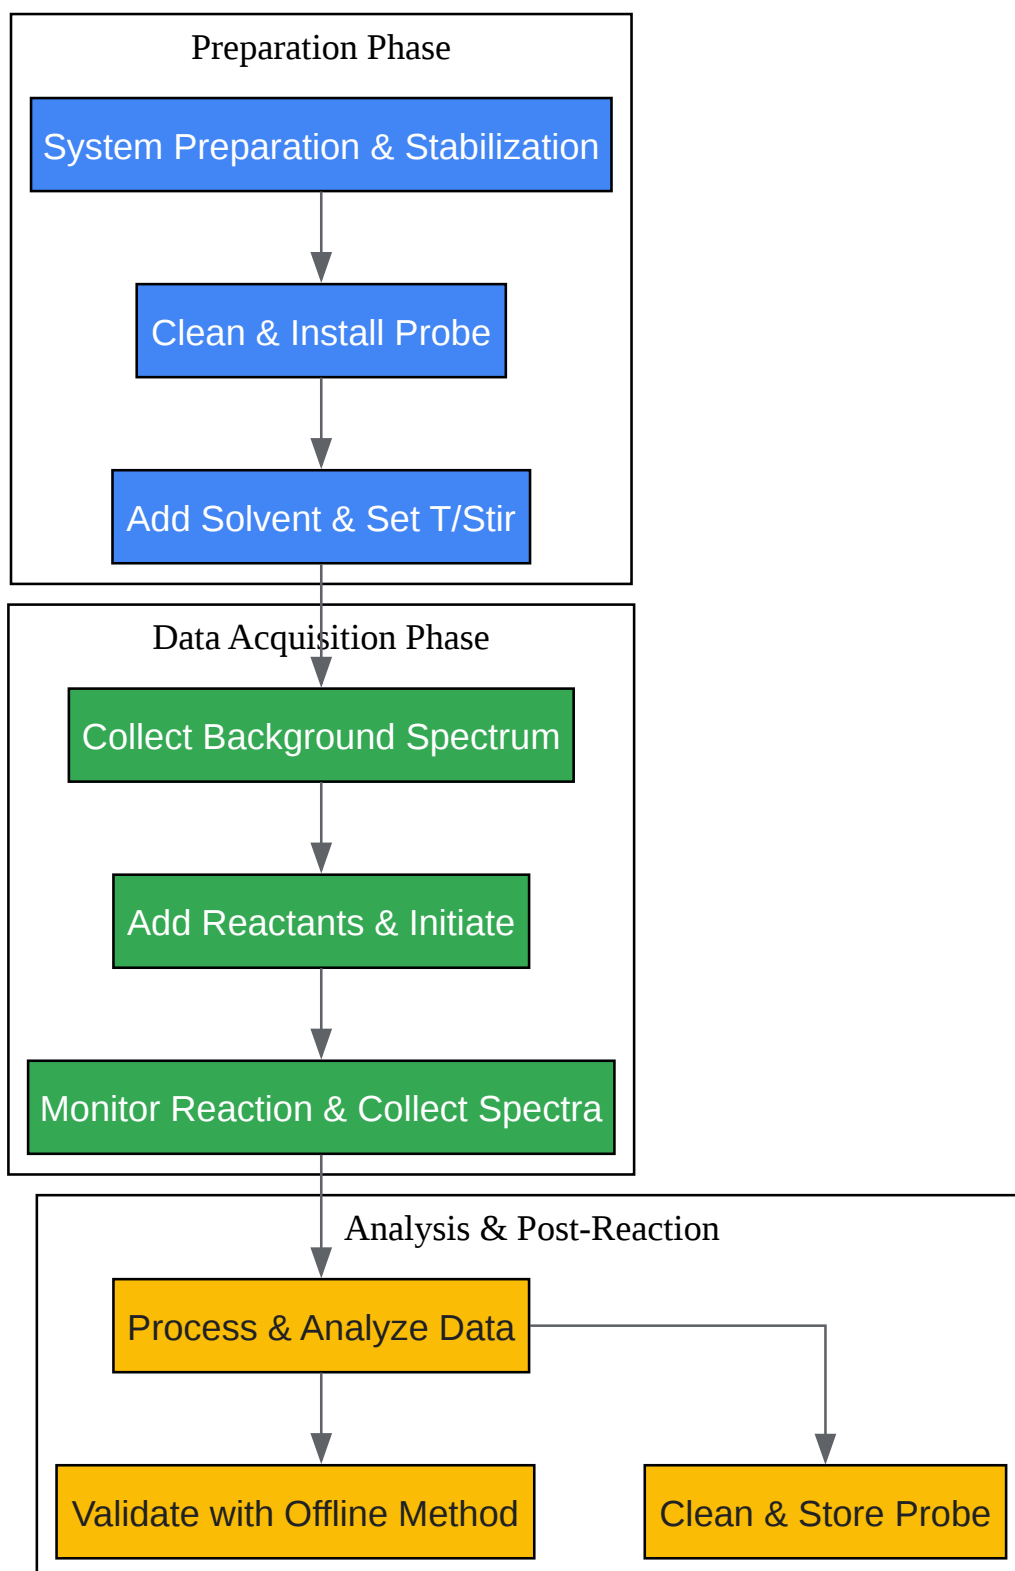 Preparation Phase
System Preparation & Stabilization
Clean & Install Probe
Add Solvent & Set T/Stir
Data Acquisition Phase
Collect Background Spectrum
Add Reactants & Initiate
Monitor Reaction & Collect Spectra
Analysis & Post-Reaction
Process & Analyze Data
Validate with Offline Method
Clean & Store Probe